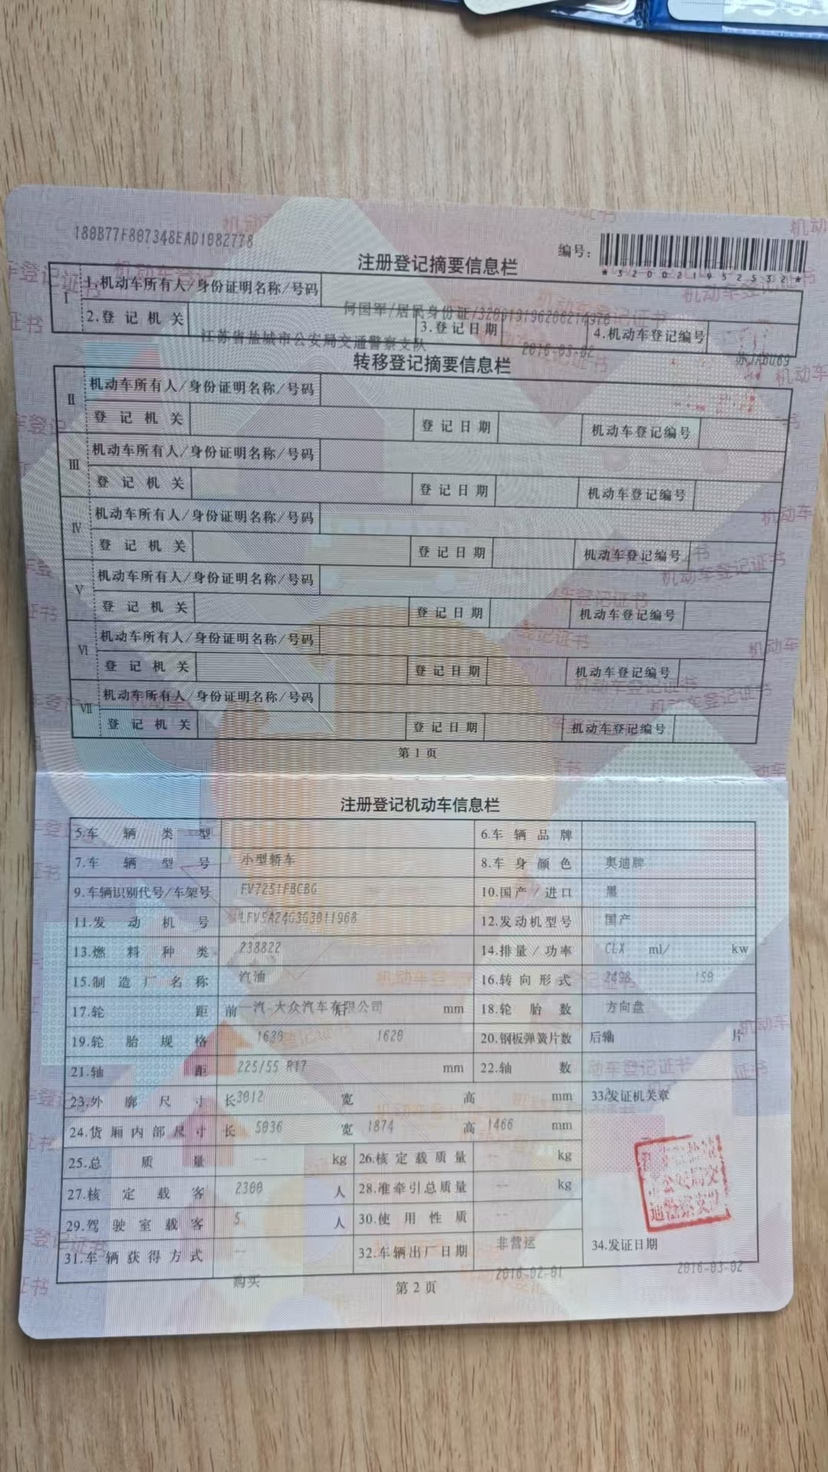 180B77F807348EAD1082778
编号:
*320021952532*
注册登记摘要信息栏
I 1.机动车所有人/身份证明名称/号码
何国军/居民身份证/
2.登记机关 3.登记日期 4.机动车登记编号
江苏省盐城市公安局交通警察支队 2016-03-02
转移登记摘要信息栏
II 机动车所有人/身份证明名称/号码
登记机关 登记日期 机动车登记编号
III 机动车所有人/身份证明名称/号码
登记机关 登记日期 机动车登记编号
IV 机动车所有人/身份证明名称/号码
登记机关 登记日期 机动车登记编号
V 机动车所有人/身份证明名称/号码
登记机关 登记日期 机动车登记编号
VI 机动车所有人/身份证明名称/号码
登记机关 登记日期 机动车登记编号
VII 机动车所有人/身份证明名称/号码
登记机关 登记日期 机动车登记编号
第1页
注册登记机动车信息栏
5.车辆类型 6.车辆品牌
7.车辆型号 小型轿车 8.车身颜色 奥迪牌
9.车辆识别代号/车架号 FV7251FBCBG 10.国产/进口 黑
11.发动机号 LFV5A24G3G3011968 12.发动机型号 国产
13.燃料种类 238822 14.排量/功率 CLX ml/ kw
15.制造厂名称 汽油 16.转向形式 2498 150
17.轮距 前 一汽-大众汽车有限公司 后 mm 18.轮胎数 方向盘
19.轮胎规格 1630 1620 20.钢板弹簧片数 后轴 片
21.轴距 225/55 R17 mm 22.轴数
23.外廓尺寸 长 3012 宽 高 mm 33.发证机关章
24.货厢内部尺寸 长 5036 宽 1874 高 1466 mm
25.总质量 -- kg 26.核定载质量 -- kg
27.核定载客 2300 人 28.准牵引总质量 -- kg
29.驾驶室载客 5 人 30.使用性质 --
31.车辆获得方式 -- 32.车辆出厂日期 非营运 34.发证日期
购买 2016-02-01 2016-03-02
第2页